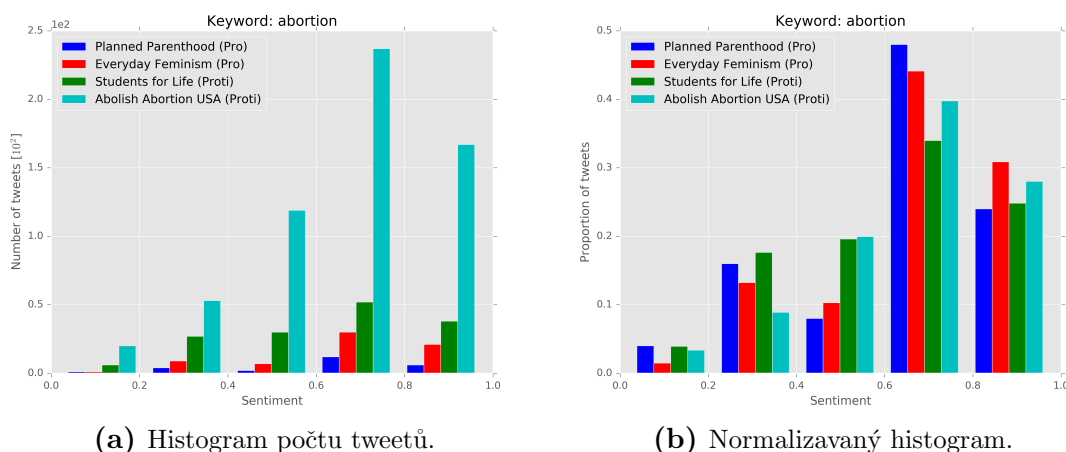 Keyword: abortion
1e2
2.5
2.0
1.5
1.0
0.5
0.0
Number of tweets [10²]
Planned Parenthood (Pro)
Everyday Feminism (Pro)
Students for Life (Proti)
Abolish Abortion USA (Proti)
0.0 0.2 0.4 0.6 0.8 1.0
Sentiment
(a) Histogram počtu tweetů.
Keyword: abortion
0.5
0.4
0.3
0.2
0.1
0.0
Proportion of tweets
Planned Parenthood (Pro)
Everyday Feminism (Pro)
Students for Life (Proti)
Abolish Abortion USA (Proti)
0.0 0.2 0.4 0.6 0.8 1.0
Sentiment
(b) Normalizavaný histogram.